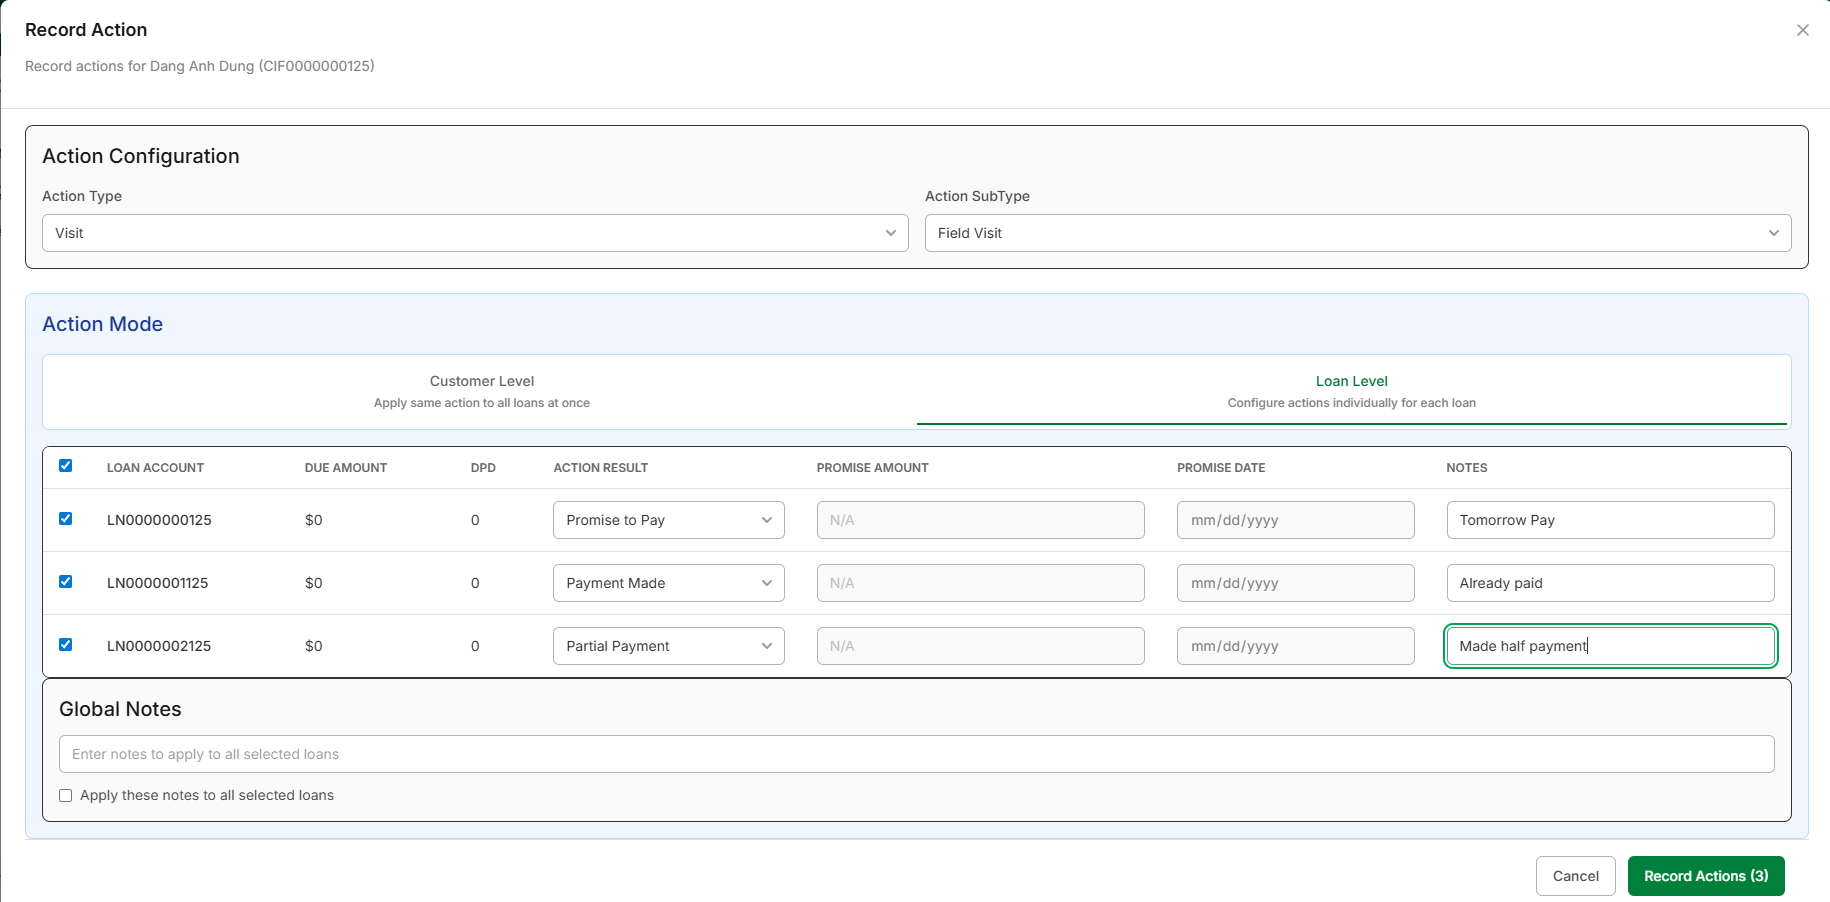 Record Action
Record actions for Dang Anh Dung (CIF0000000125)
Action Configuration
Action Type
Action SubType
Visit
Field Visit
Action Mode
Customer Level
Apply same action to all loans at once
Loan Level
Configure actions individually for each loan
LOAN ACCOUNT DUE AMOUNT DPD ACTION RESULT PROMISE AMOUNT PROMISE DATE NOTES
LN0000000125 $0 0 Promise to Pay N/A mm/dd/yyyy Tomorrow Pay
LN0000001125 $0 0 Payment Made N/A mm/dd/yyyy Already paid
LN0000002125 $0 0 Partial Payment N/A mm/dd/yyyy Made half payment
Global Notes
Enter notes to apply to all selected loans
Apply these notes to all selected loans
Cancel
Record Actions (3)